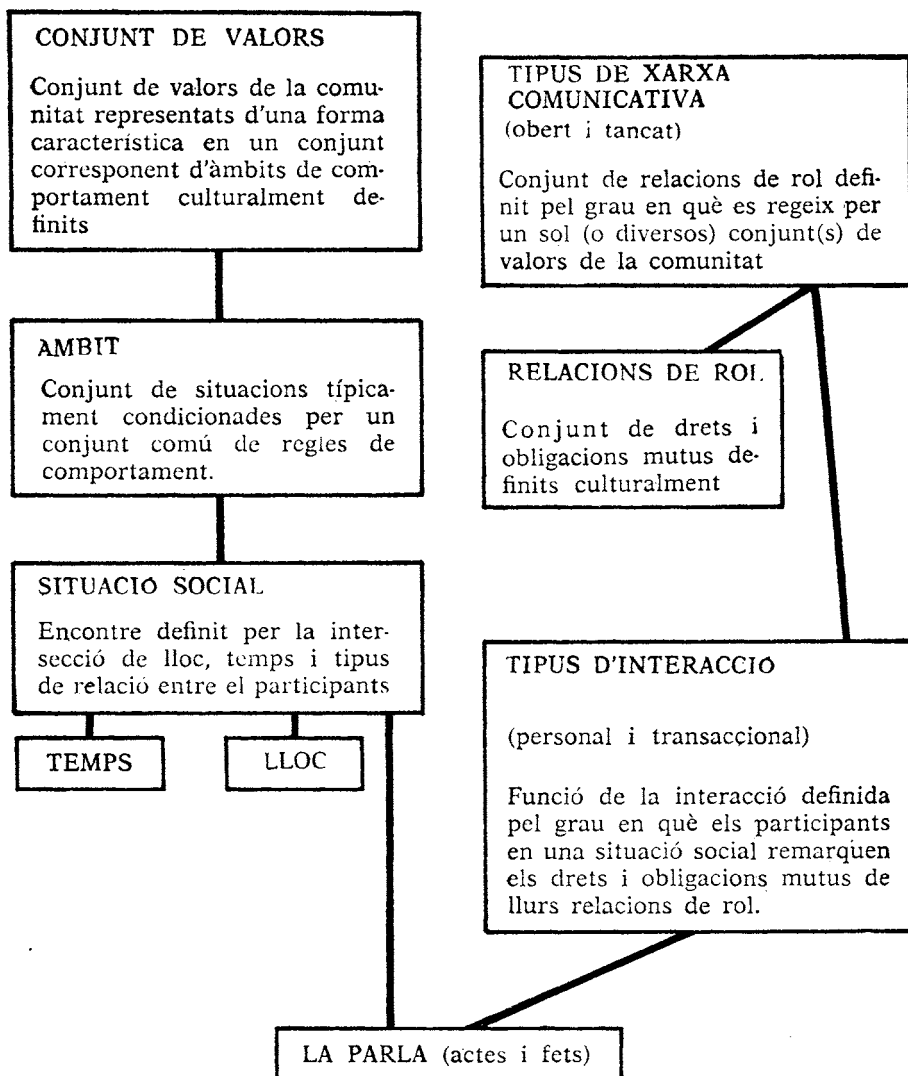 CONJUNT DE VALORS
Conjunt de valors de la comu-
nitat representats d'una forma
característica en un conjunt
corresponent d'àmbits de com-
portament culturalment de-
finits
AMBIT
Conjunt de situacions típica-
ment condicionades per un
conjunt comú de regles de
comportament.
SITUACIÓ SOCIAL
Encontre definit per la inter-
secció de lloc, temps i tipus
de relació entre el participants
TEMPS
LLOC
TIPUS DE XARXA
COMUNICATIVA
(obert i tancat)
Conjunt de relacions de rol defi-
nit pel grau en què es regeix per
un sol (o diversos) conjunt(s) de
valors de la comunitat
RELACIONS DE ROL
Conjunt de drets i
obligacions mutus de-
finits culturalment
TIPUS D'INTERACCIÓ
(personal i transaccional)
Funció de la interacció definida
pel grau en què els participants
en una situació social remarquen
els drets i obligacions mutus de
llurs relacions de rol.
LA PARLA (actes i fets)